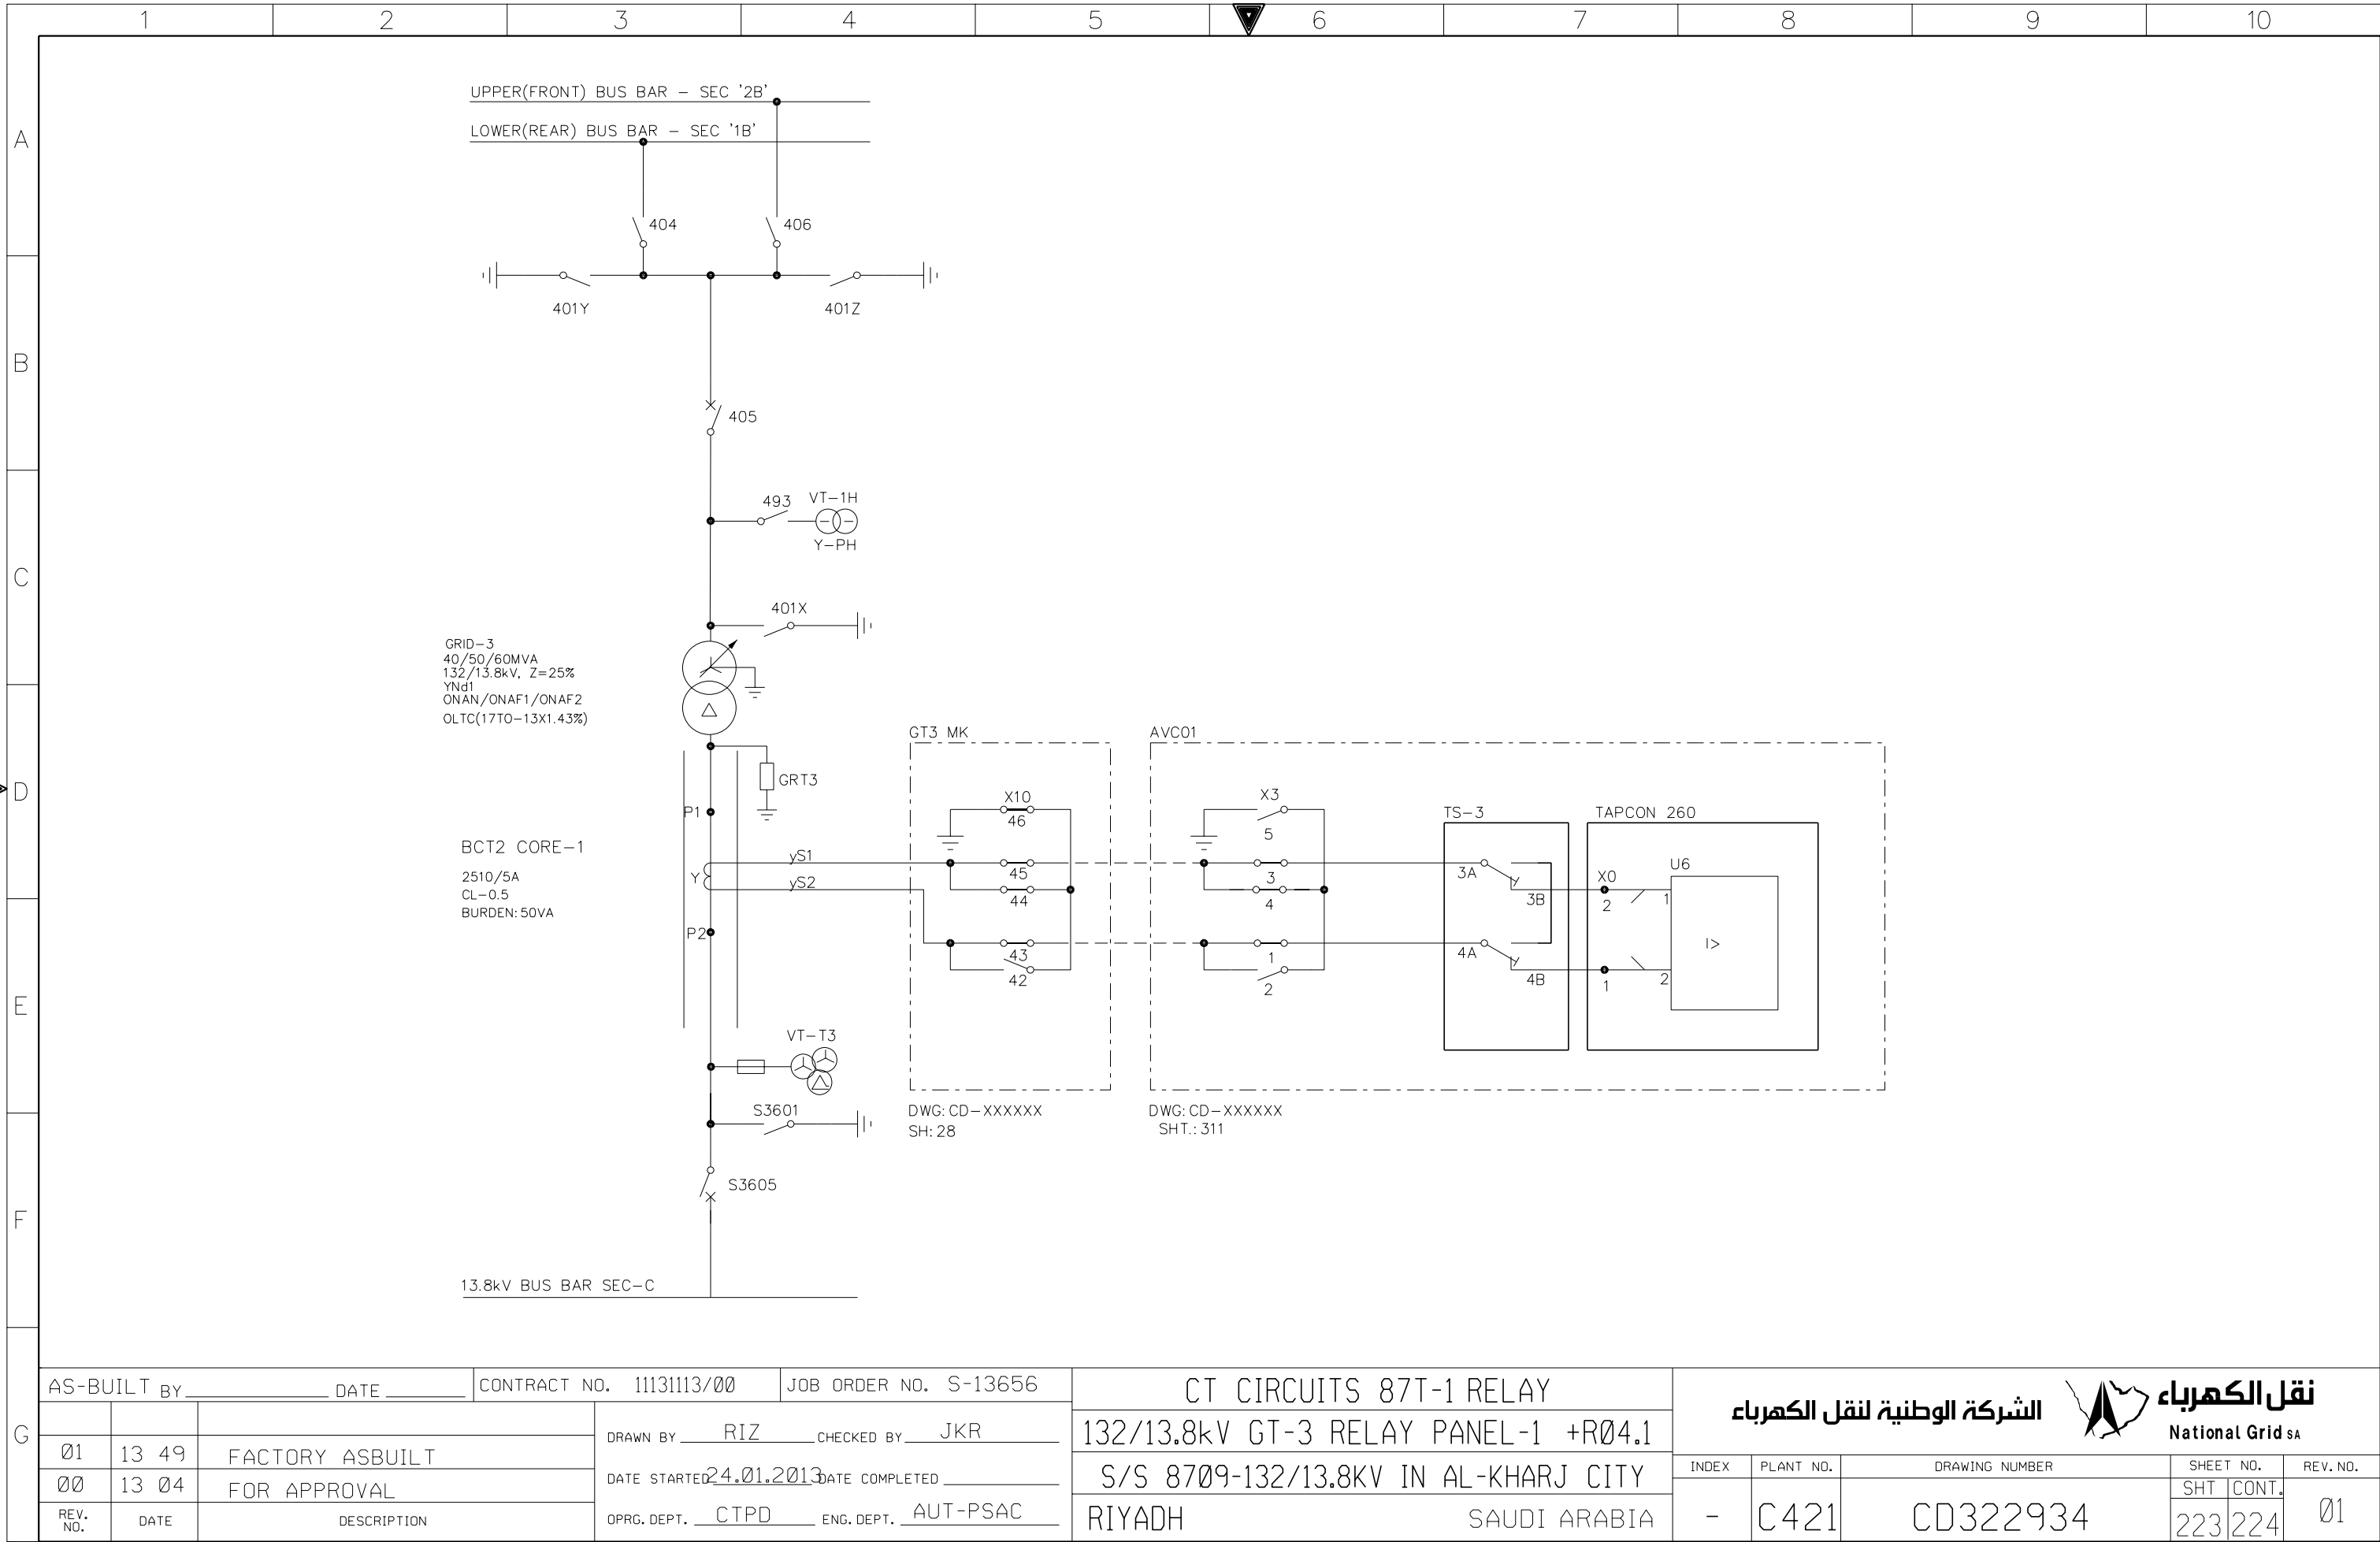 1 2 3 4 5 6 7 8 9 10
A
B
C
D
E
F
G
UPPER(FRONT) BUS BAR – SEC '2B'
LOWER(REAR) BUS BAR – SEC '1B'
404
406
401Y
401Z
405
493
VT–1H
Y–PH
401X
GRID–3
40/50/60MVA
132/13.8kV, Z=25%
YNd1
ONAN/ONAF1/ONAF2
OLTC(17TO–13X1.43%)
GRT3
P1
BCT2 CORE–1
2510/5A
CL–0.5
BURDEN: 50VA
Y
yS1
yS2
P2
VT–T3
S3601
S3605
13.8kV BUS BAR SEC–C
GT3 MK
X10
46
45
44
43
42
DWG: CD–XXXXXX
SH: 28
AVC01
X3
5
3
4
1
2
DWG: CD–XXXXXX
SHT.: 311
TS–3
3A
3B
4A
4B
TAPCON 260
X0
2
1
U6
1
2
I>
AS-BUILT BY DATE
CONTRACT NO. 11131113/00
JOB ORDER NO. S-13656
01 13 49 FACTORY ASBUILT
00 13 04 FOR APPROVAL
REV. NO. DATE DESCRIPTION
DRAWN BY RIZ CHECKED BY JKR
DATE STARTED 24.01.2013 DATE COMPLETED
OPRG. DEPT. CTPD ENG. DEPT. AUT-PSAC
CT CIRCUITS 87T-1 RELAY
132/13.8kV GT-3 RELAY PANEL-1 +R04.1
S/S 8709-132/13.8KV IN AL-KHARJ CITY
RIYADH SAUDI ARABIA
الشركة الوطنية لنقل الكهرباء
نقل الكهرباء
National Grid SA
INDEX PLANT NO. DRAWING NUMBER SHEET NO. REV. NO.
SHT CONT.
– C421 CD322934 223 224 01